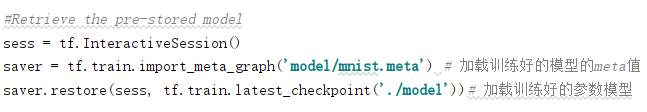 #Retrieve the pre-stored model
sess = tf.InteractiveSession()
saver = tf.train.import_meta_graph('model/mnist.meta') # 加载训练好的模型的meta值
saver.restore(sess, tf.train.latest_checkpoint('./model'))# 加载训练好的参数模型